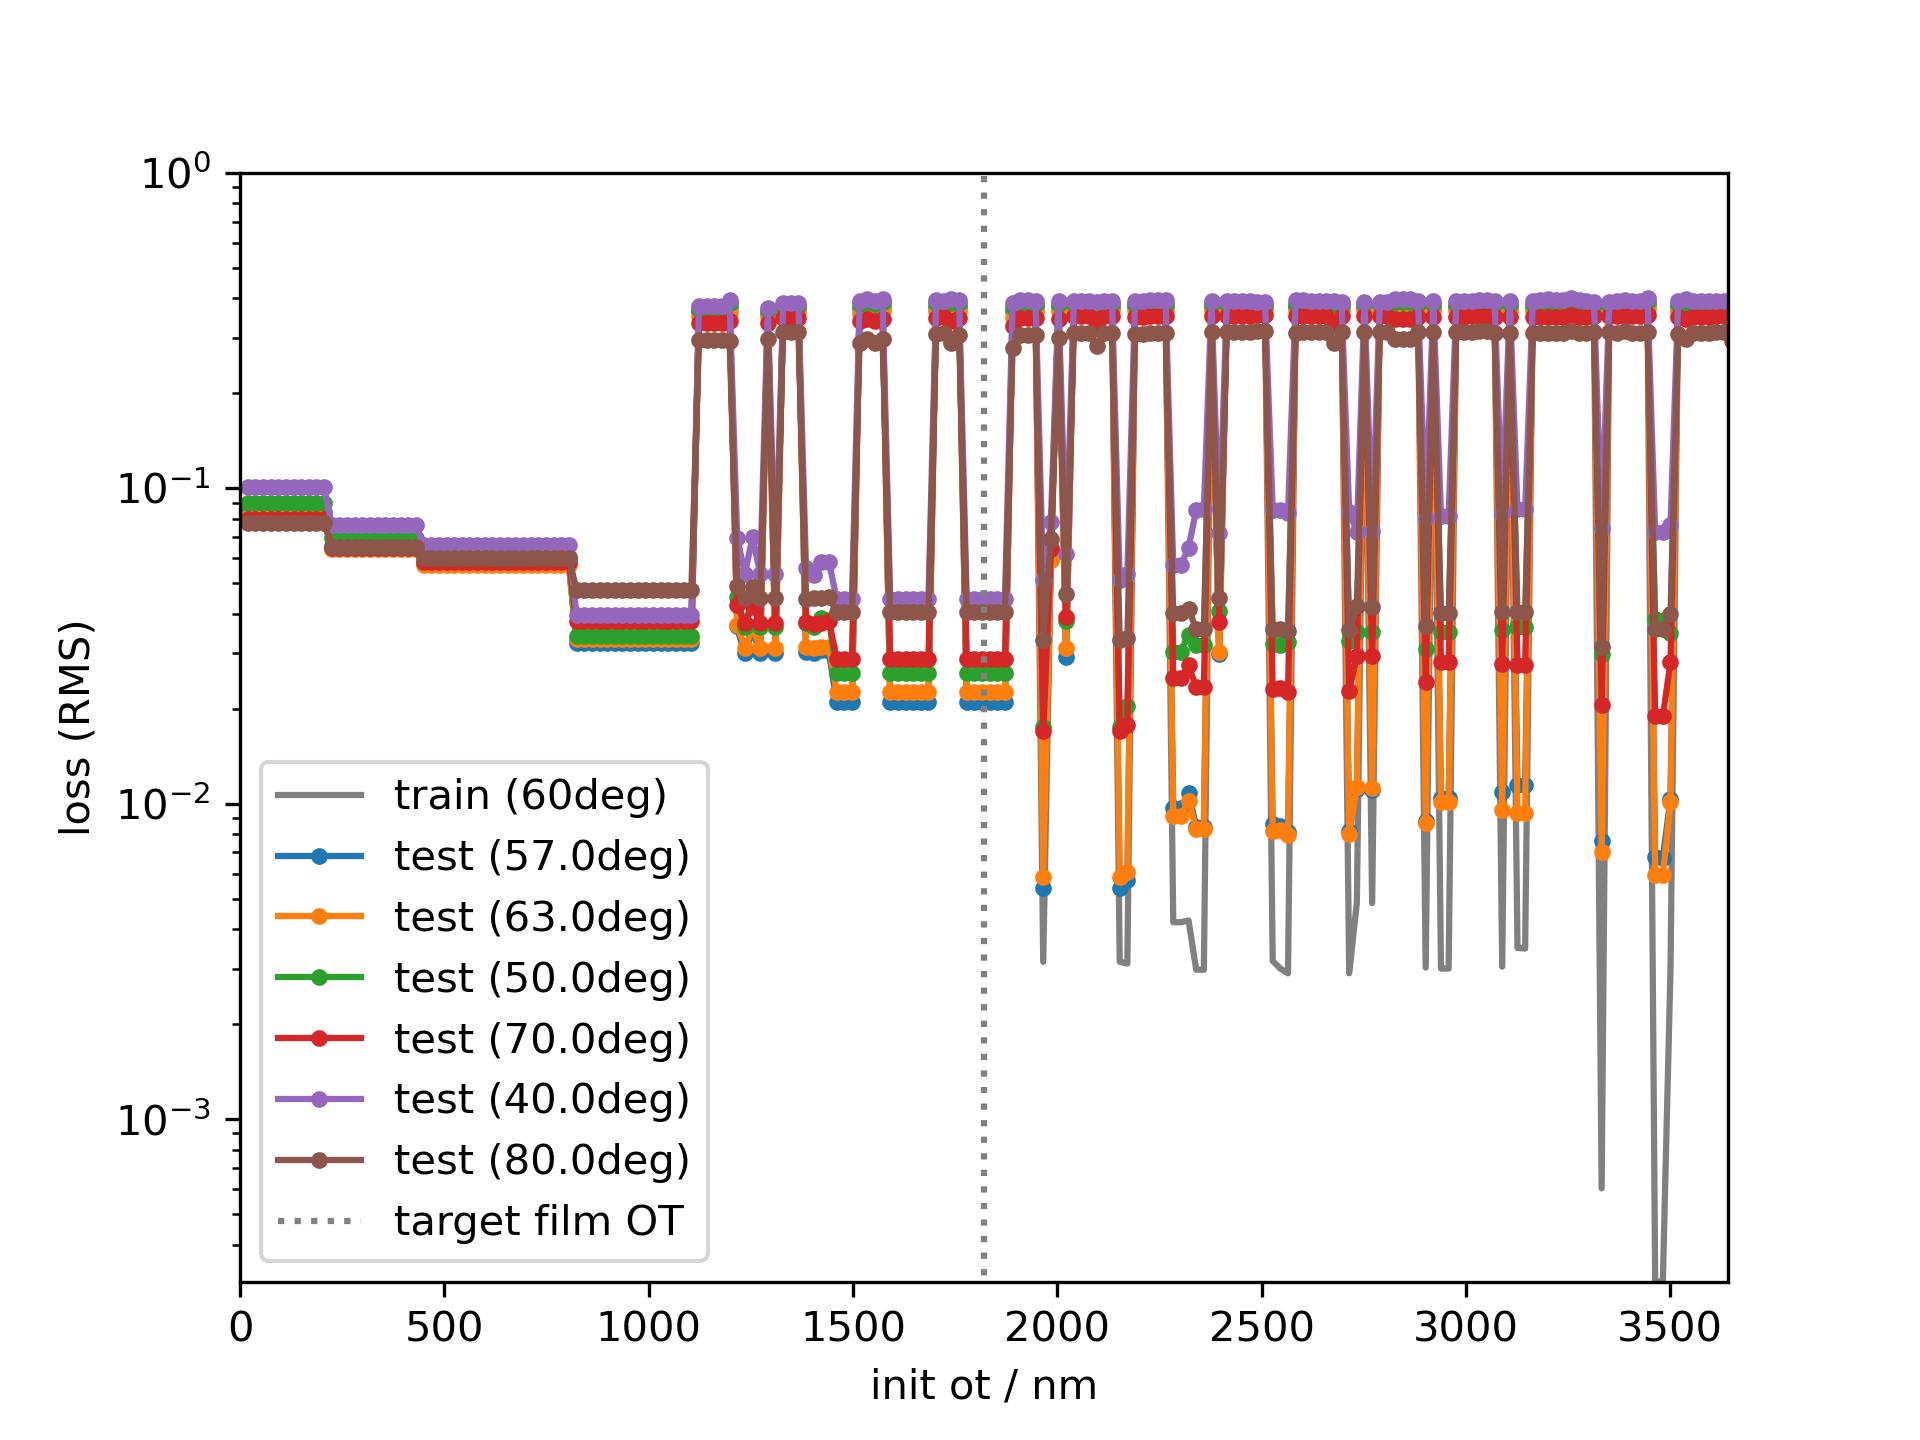 10⁰
10⁻¹
10⁻²
10⁻³
loss (RMS)
train (60deg)
test (57.0deg)
test (63.0deg)
test (50.0deg)
test (70.0deg)
test (40.0deg)
test (80.0deg)
target film OT
0 500 1000 1500 2000 2500 3000 3500
init ot / nm